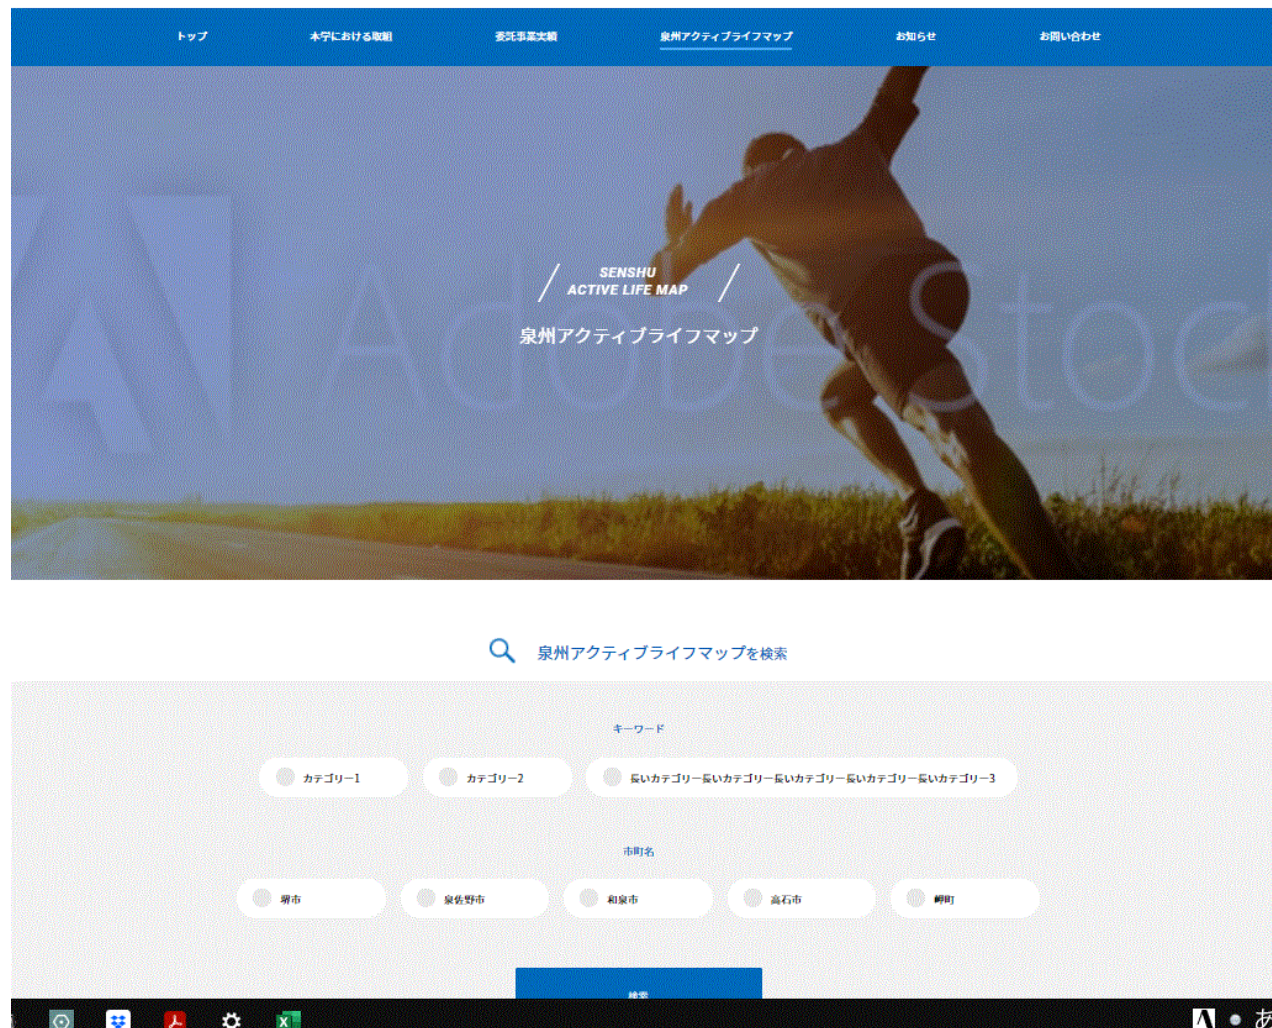 トップ 本学における取組 委託事業実績 泉州アクティブライフマップ お知らせ お問い合わせ
Adobe Stoc
SENSHU
ACTIVE LIFE MAP
泉州アクティブライフマップ
泉州アクティブライフマップを検索
キーワード
カテゴリー1 カテゴリー2 長いカテゴリー長いカテゴリー長いカテゴリー長いカテゴリー長いカテゴリー3
市町名
堺市 泉佐野市 和泉市 高石市 岬町
検索
あ